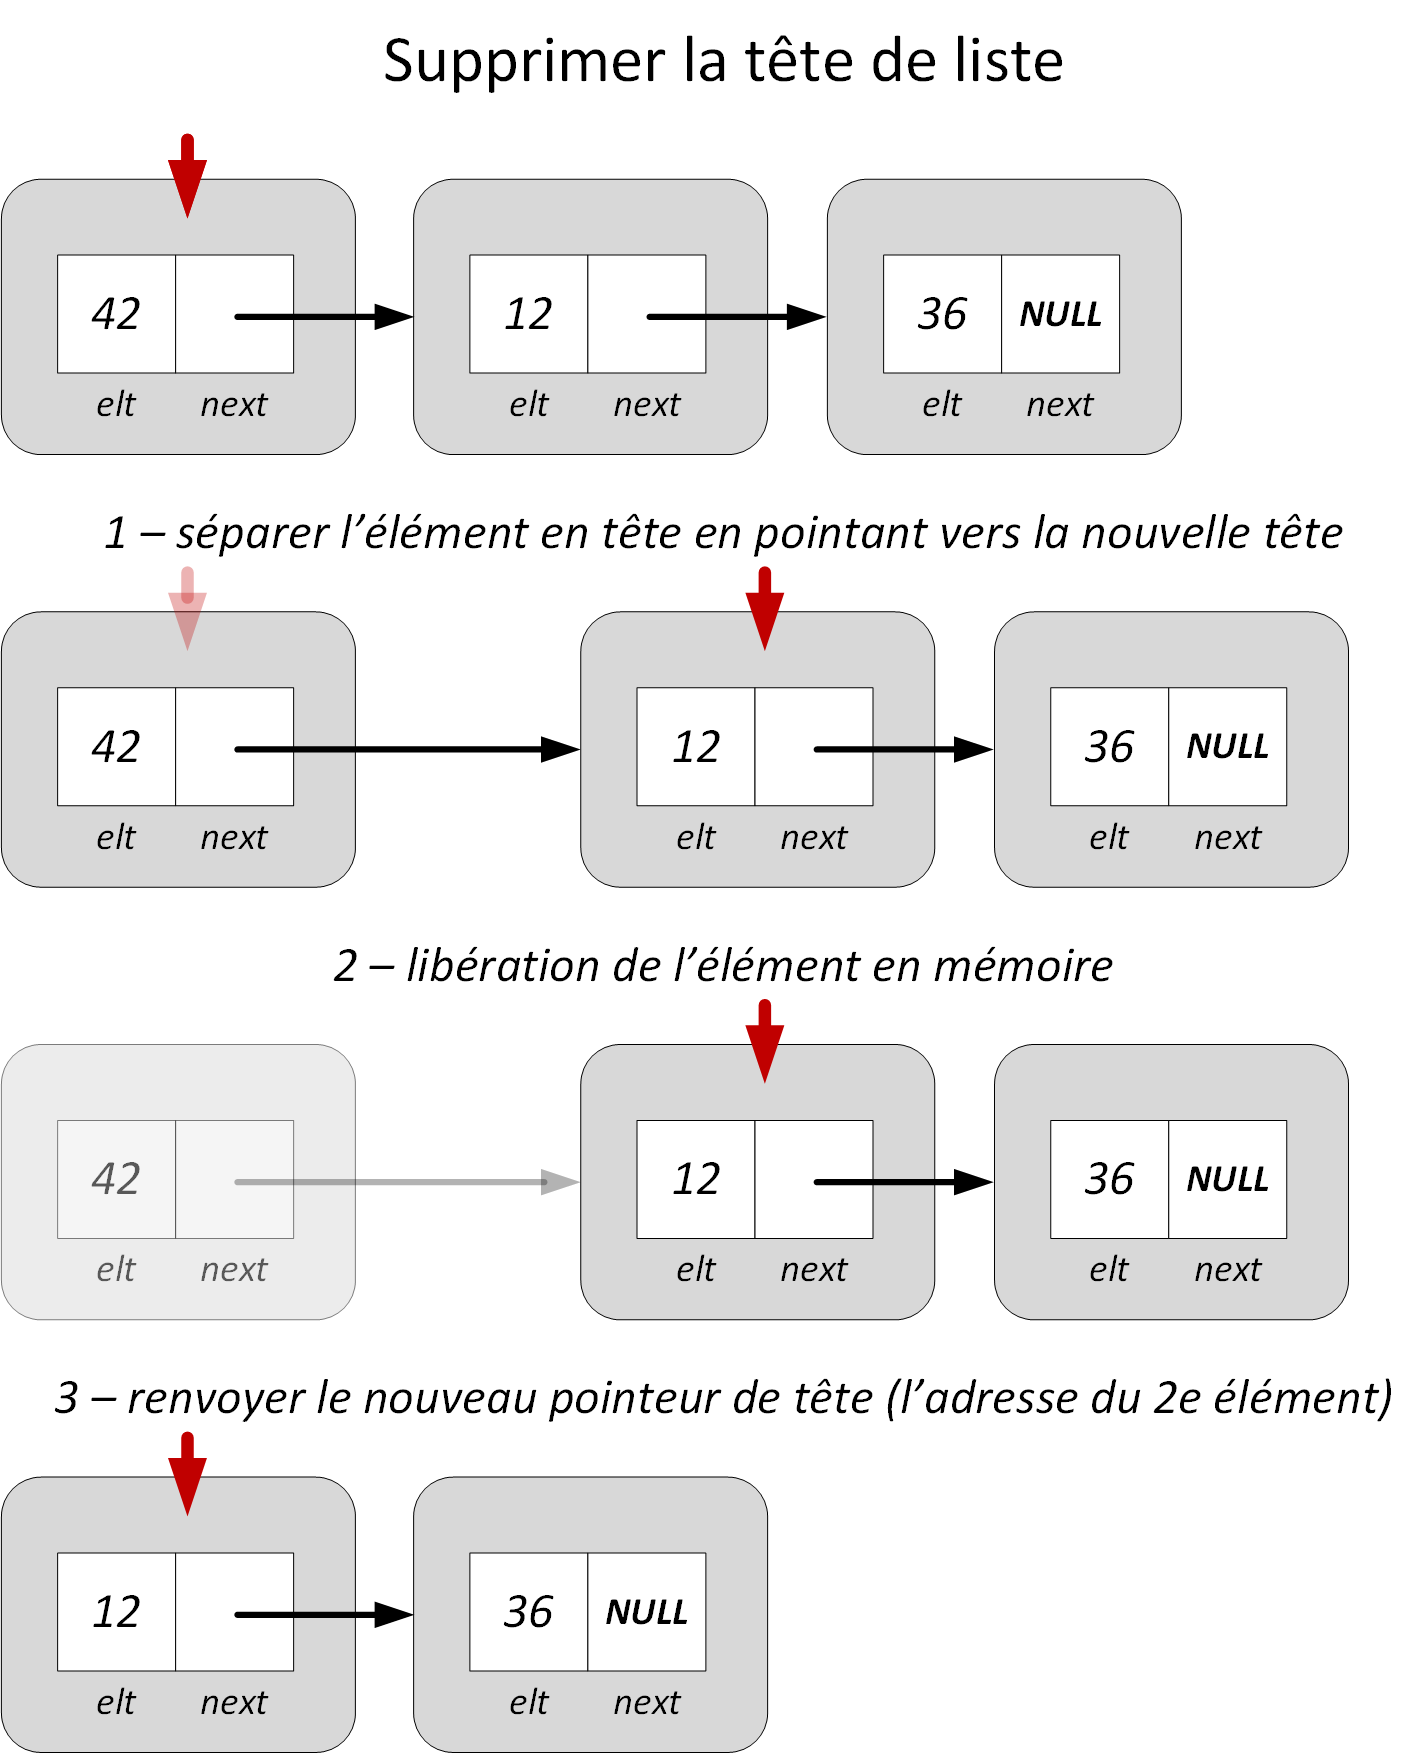 Supprimer la tête de liste
42 12 36 NULL
elt next elt next elt next
1 – séparer l’élément en tête en pointant vers la nouvelle tête
42 12 36 NULL
elt next elt next elt next
2 – libération de l’élément en mémoire
42 12 36 NULL
elt next elt next elt next
3 – renvoyer le nouveau pointeur de tête (l’adresse du 2e élément)
12 36 NULL
elt next elt next